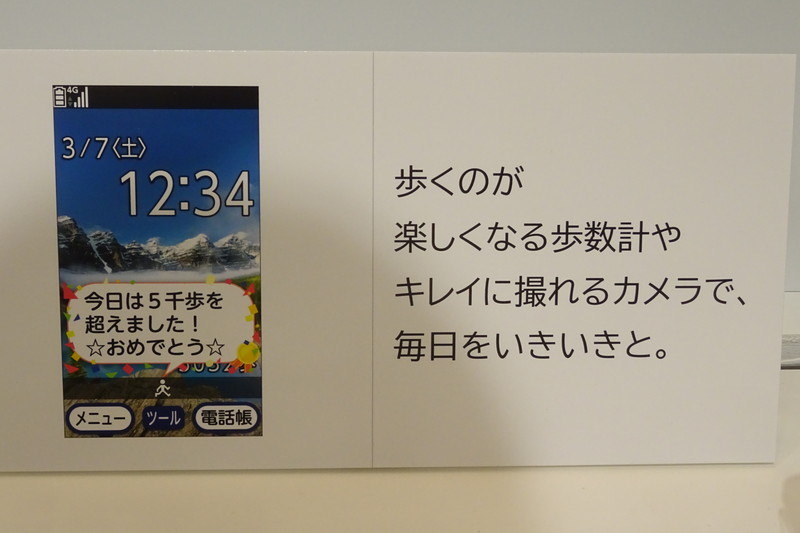 4G
3/7〈土〉
12:34
今日は5千歩を
超えました！
☆おめでとう☆
メニュー
ツール
電話帳
歩くのが
楽しくなる歩数計や
キレイに撮れるカメラで、
毎日をいきいきと。